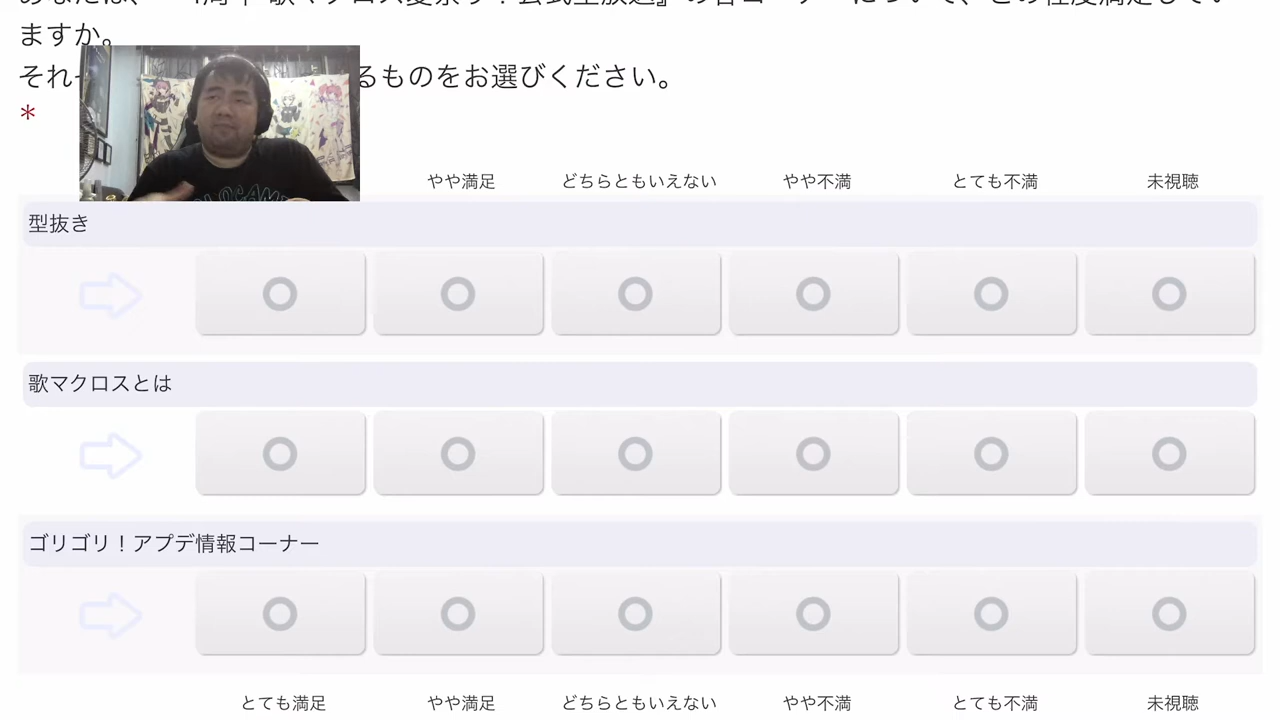 ますか。
それ
るものをお選びください。
*
やや満足 どちらともいえない やや不満 とても不満 未視聴
型抜き
歌マクロスとは
ゴリゴリ！アプデ情報コーナー
とても満足 やや満足 どちらともいえない やや不満 とても不満 未視聴